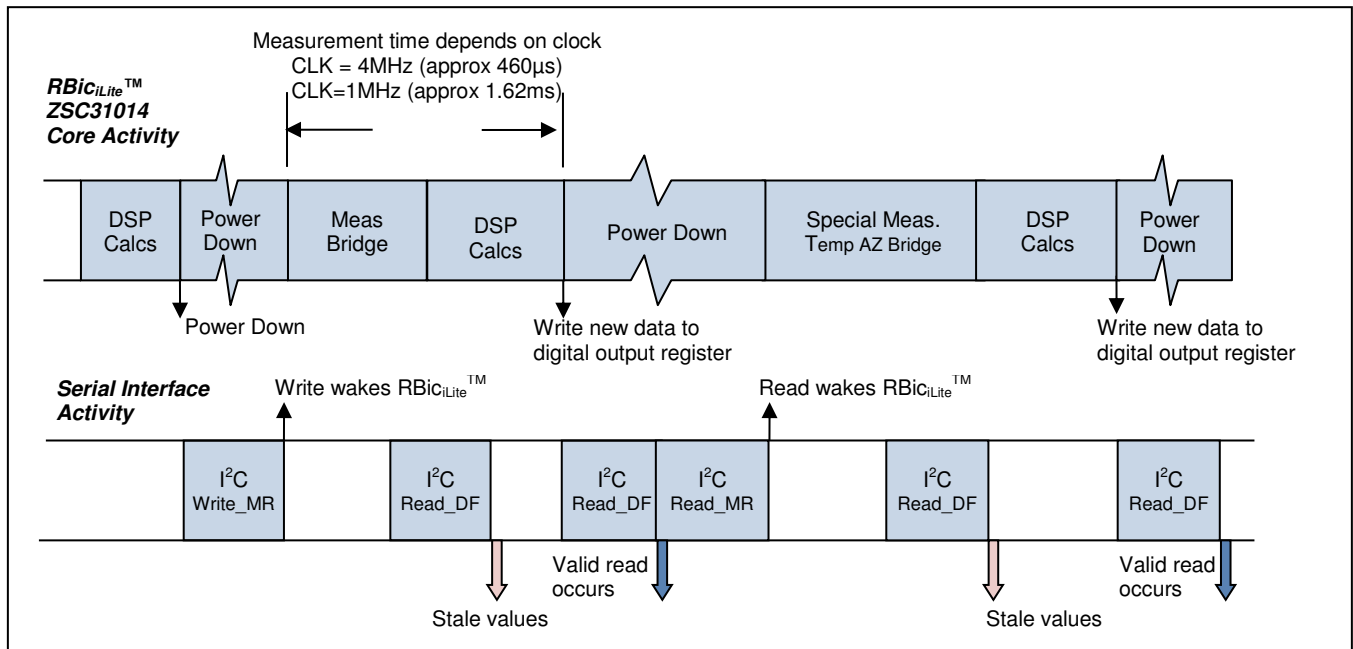 Measurement time depends on clock
CLK = 4MHz (approx 460µs)
CLK=1MHz (approx 1.62ms)
RBiciLite™
ZSC31014
Core Activity
DSP
Calcs
Power
Down
Meas
Bridge
DSP
Calcs
Power Down
Special Meas.
Temp AZ Bridge
DSP
Calcs
Power
Down
Power Down
Write new data to
digital output register
Write new data to
digital output register
Serial Interface
Activity
Write wakes RBiciLite™
Read wakes RBiciLite™
I²C
Write_MR
I²C
Read_DF
I²C
Read_DF
I²C
Read_MR
I²C
Read_DF
I²C
Read_DF
Stale values
Valid read
occurs
Stale values
Valid read
occurs